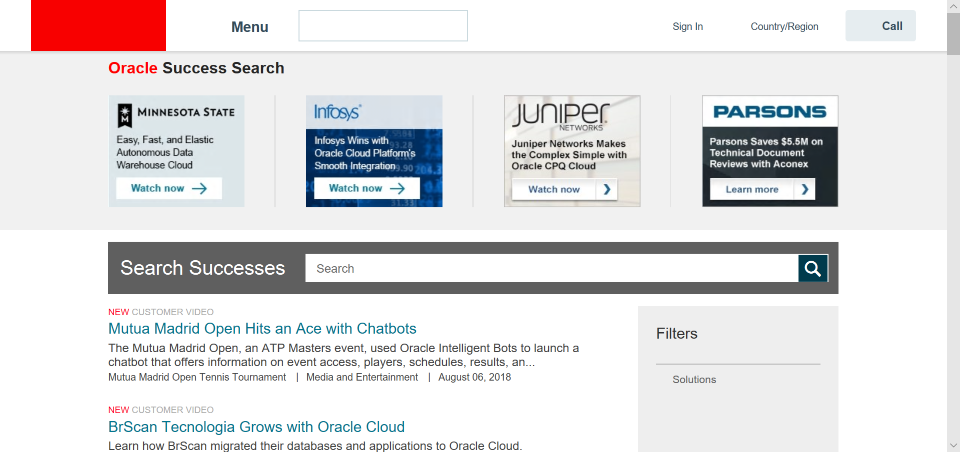 Menu
Sign In
Country/Region
Call
Oracle Success Search
MINNESOTA STATE
Easy, Fast, and Elastic
Autonomous Data
Warehouse Cloud
Watch now
Infosys
Infosys Wins with
Oracle Cloud Platform's
Smooth Integration
Watch now
JUNIPER
NETWORKS
Juniper Networks Makes
the Complex Simple with
Oracle CPQ Cloud
Watch now
PARSONS
Parsons Saves $5.5M on
Technical Document
Reviews with Aconex
Learn more
Search Successes
Search
NEW CUSTOMER VIDEO
Mutua Madrid Open Hits an Ace with Chatbots
The Mutua Madrid Open, an ATP Masters event, used Oracle Intelligent Bots to launch a
chatbot that offers information on event access, players, schedules, results, an...
Mutua Madrid Open Tennis Tournament | Media and Entertainment | August 06, 2018
NEW CUSTOMER VIDEO
BrScan Tecnologia Grows with Oracle Cloud
Learn how BrScan migrated their databases and applications to Oracle Cloud.
Filters
Solutions